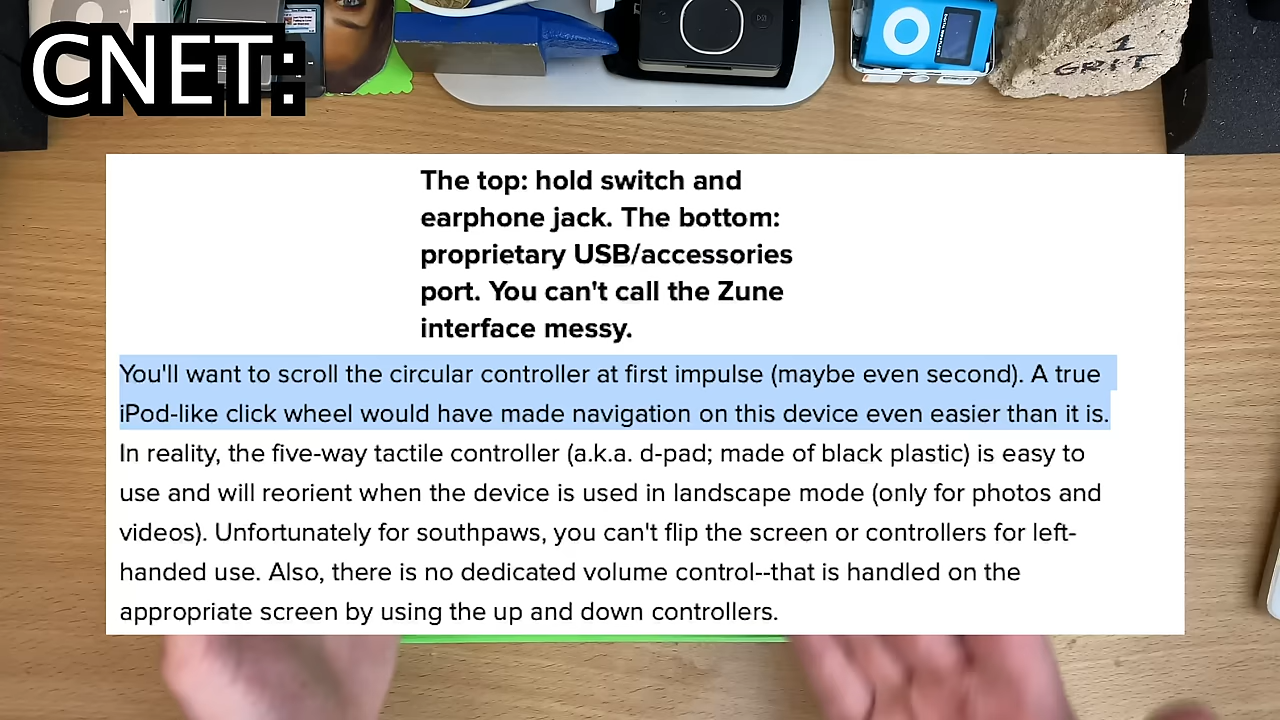 CNET:
1
GRIT
The top: hold switch and
earphone jack. The bottom:
proprietary USB/accessories
port. You can't call the Zune
interface messy.
You'll want to scroll the circular controller at first impulse (maybe even second). A true
iPod-like click wheel would have made navigation on this device even easier than it is.
In reality, the five-way tactile controller (a.k.a. d-pad; made of black plastic) is easy to
use and will reorient when the device is used in landscape mode (only for photos and
videos). Unfortunately for southpaws, you can't flip the screen or controllers for left-
handed use. Also, there is no dedicated volume control--that is handled on the
appropriate screen by using the up and down controllers.